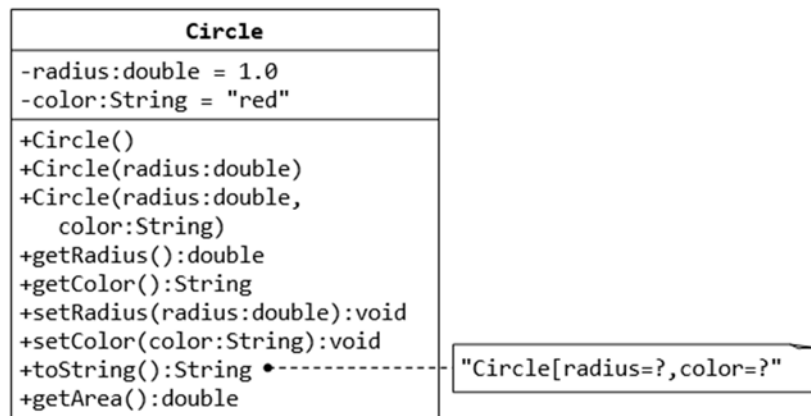 Circle
-radius:double = 1.0
-color:String = "red"
+Circle()
+Circle(radius:double)
+Circle(radius:double,
color:String)
+getRadius():double
+getColor():String
+setRadius(radius:double):void
+setColor(color:String):void
+toString():String
"Circle[radius=?,color=?"
+getArea():double